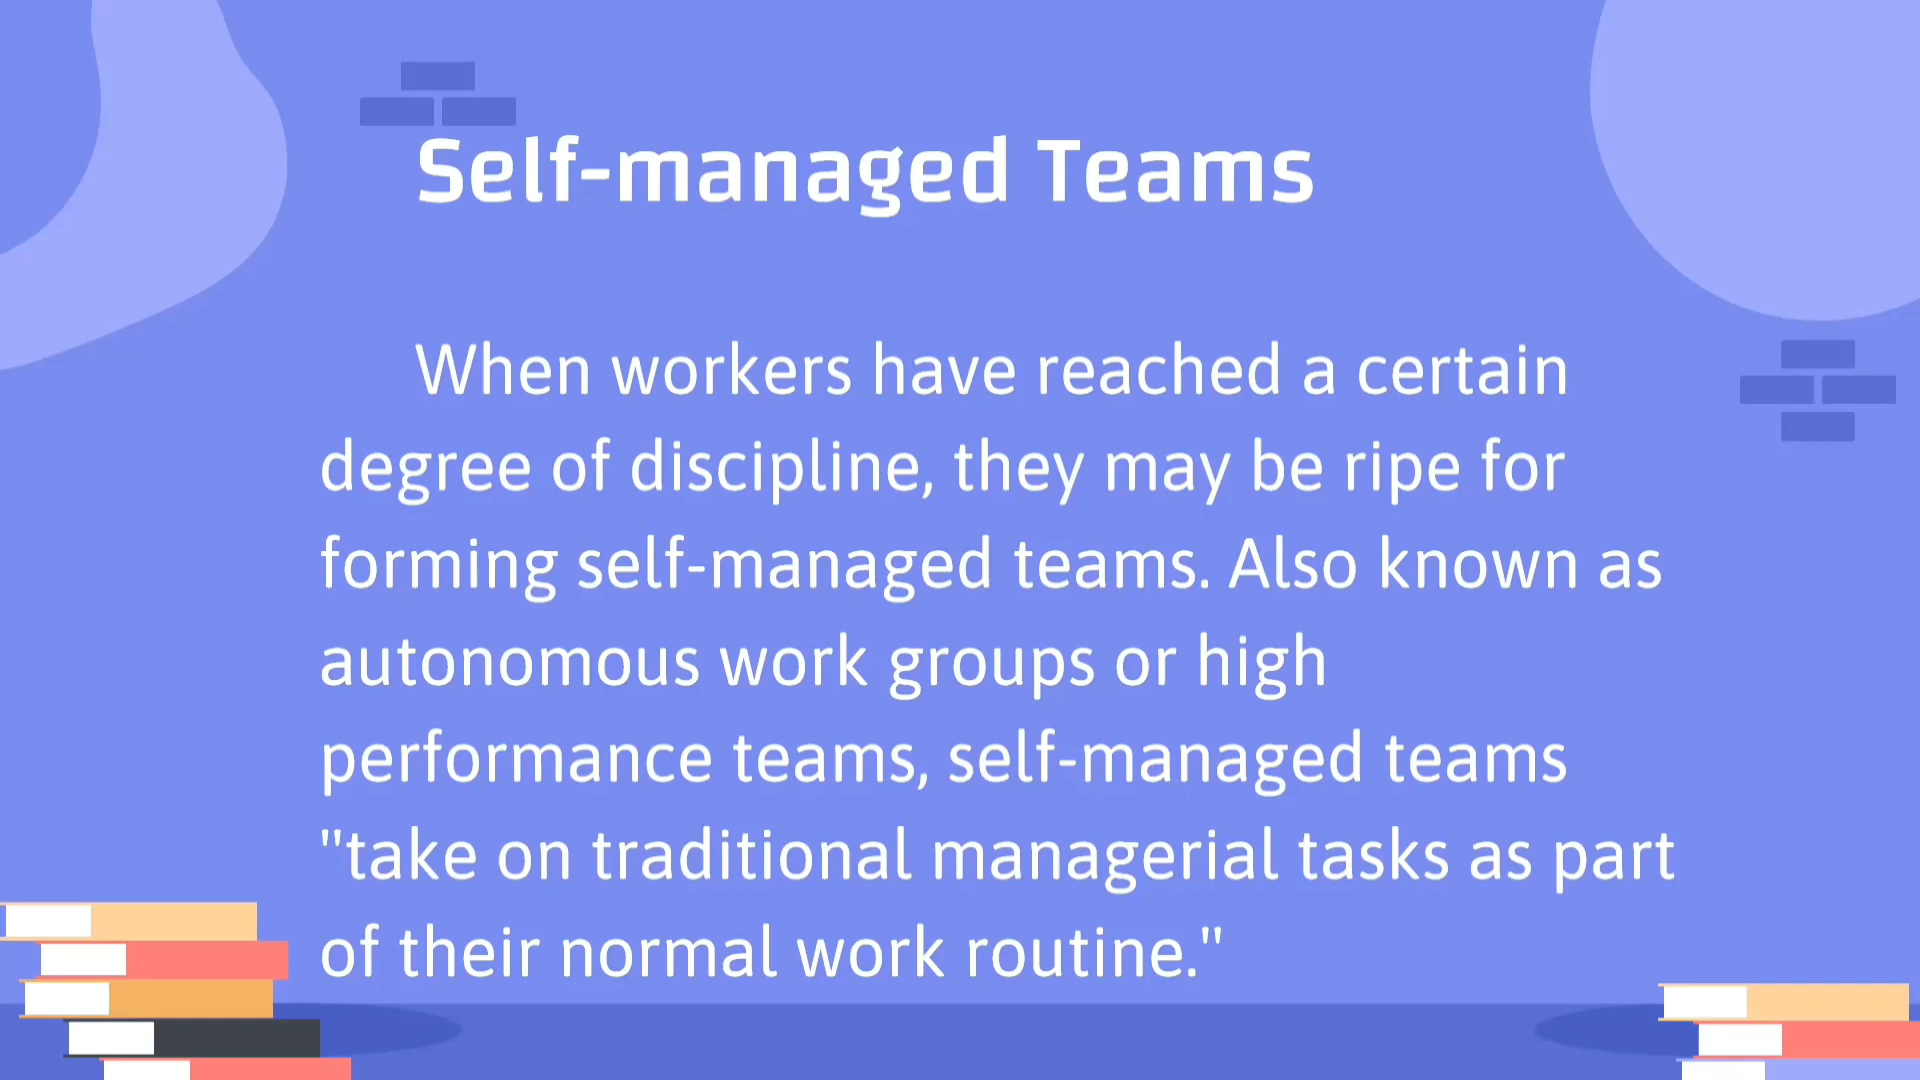 Self-managed Teams
When workers have reached a certain
degree of discipline, they may be ripe for
forming self-managed teams. Also known as
autonomous work groups or high
performance teams, self-managed teams
"take on traditional managerial tasks as part
of their normal work routine."